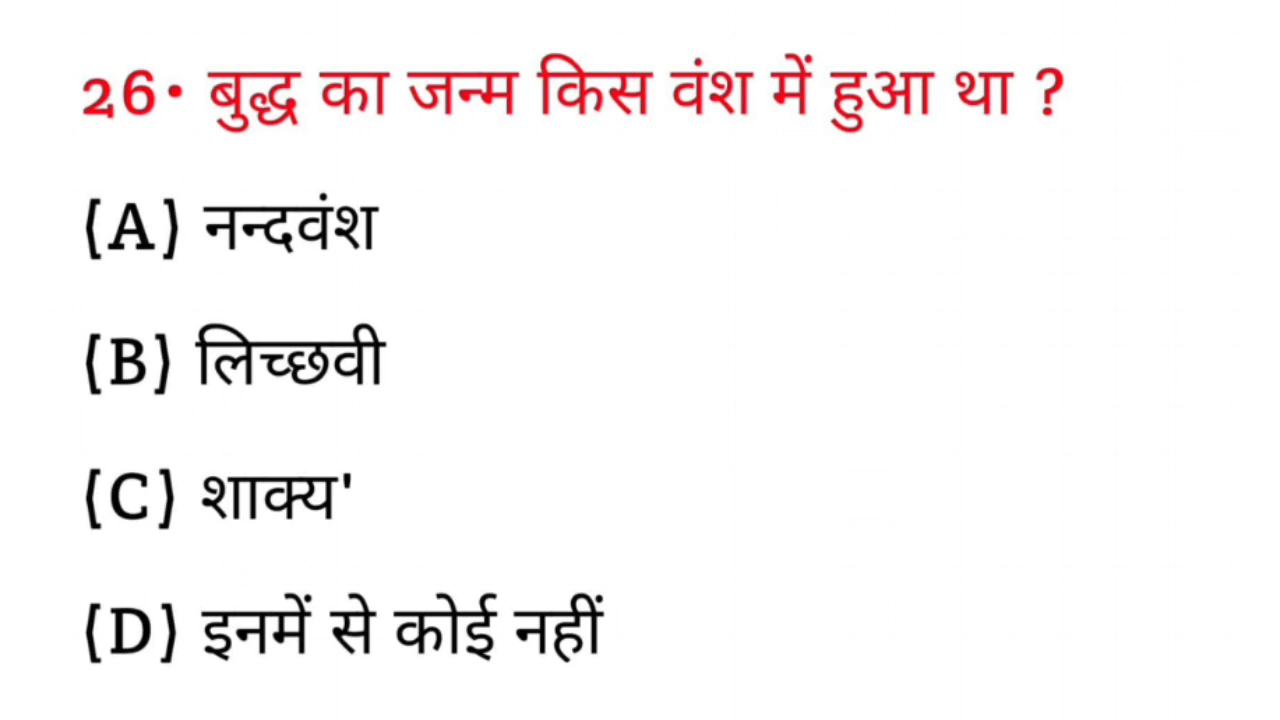 26• बुद्ध का जन्म किस वंश में हुआ था ?
(A) नन्दवंश
(B) लिच्छवी
(C) शाक्य'
(D) इनमें से कोई नहीं